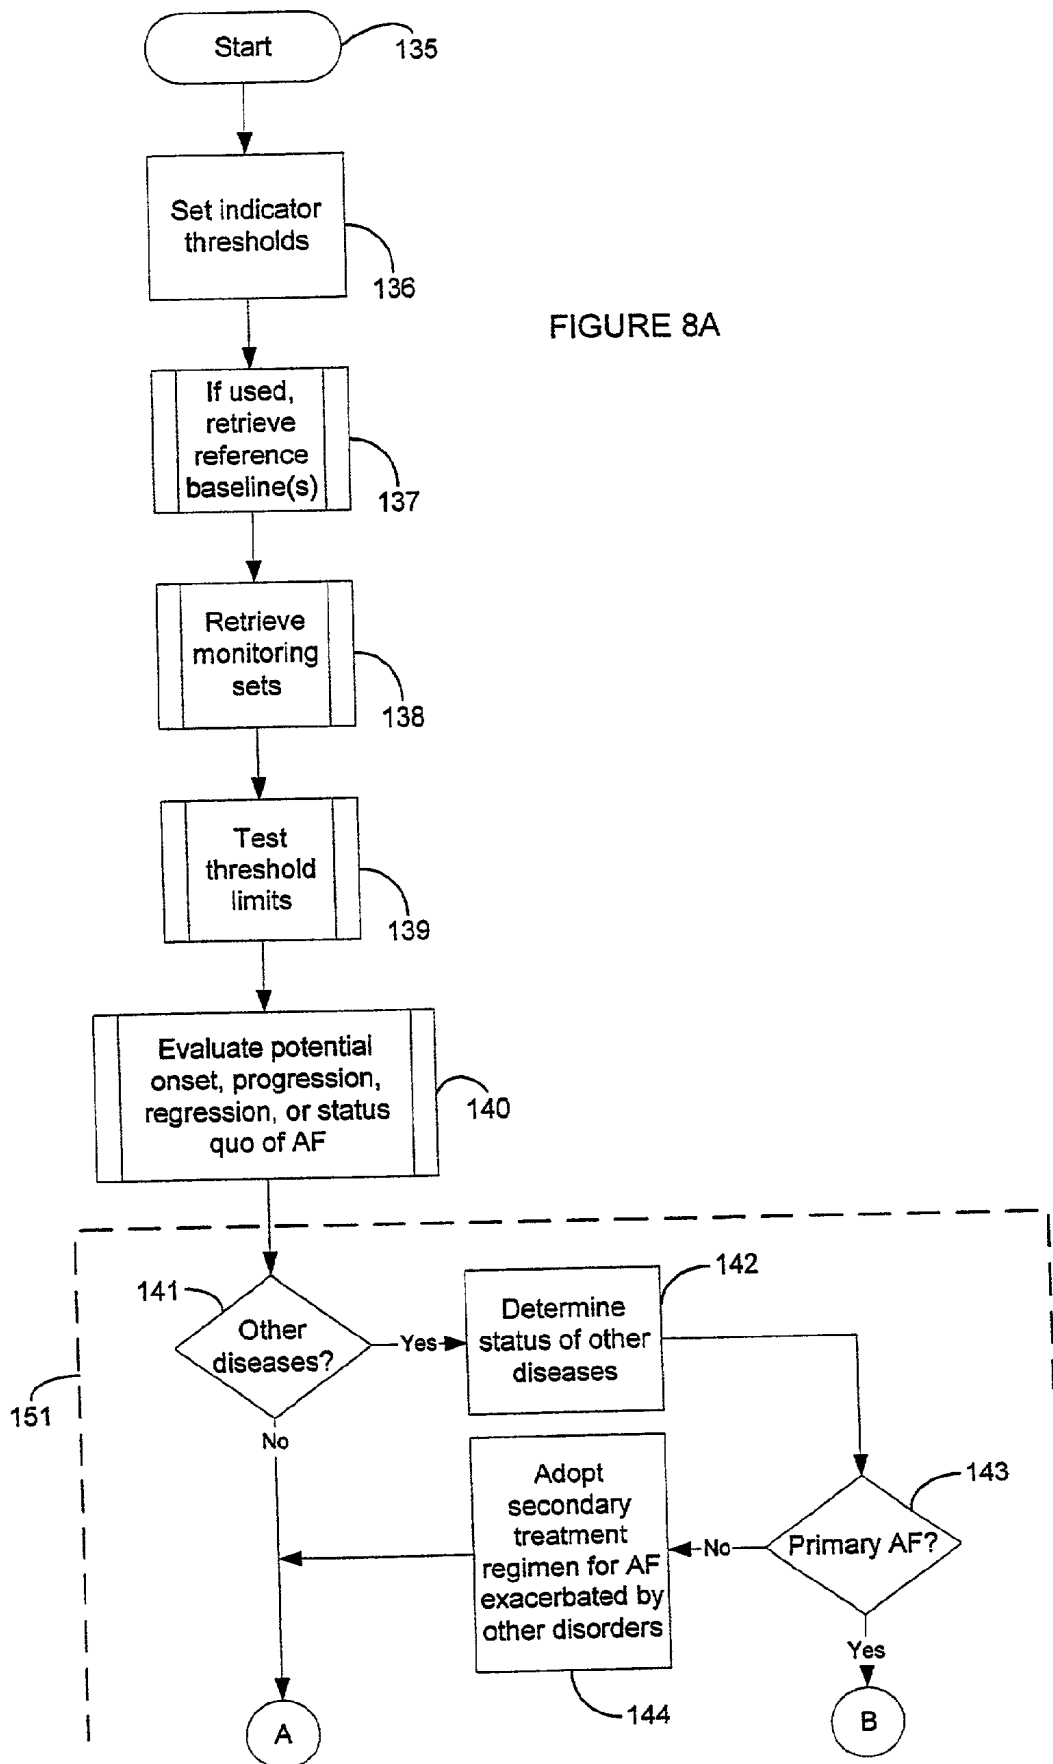 Start
135
Set indicator
thresholds
136
FIGURE 8A
If used,
retrieve
reference
baseline(s)
137
Retrieve
monitoring
sets
138
Test
threshold
limits
139
Evaluate potential
onset, progression,
regression, or status
quo of AF
140
141
Other
diseases?
Yes
142
Determine
status of other
diseases
151
No
143
Primary AF?
No
Adopt
secondary
treatment
regimen for AF
exacerbated by
other disorders
144
Yes
A
B